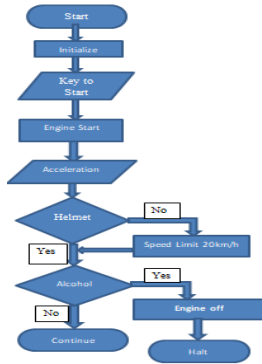 Start
Initialize
Key to
Start
Engine Start
Acceleration
Helmet
No
Yes
Speed Limit 20km/h
Alcohol
Yes
No
Engine off
Continue
Halt